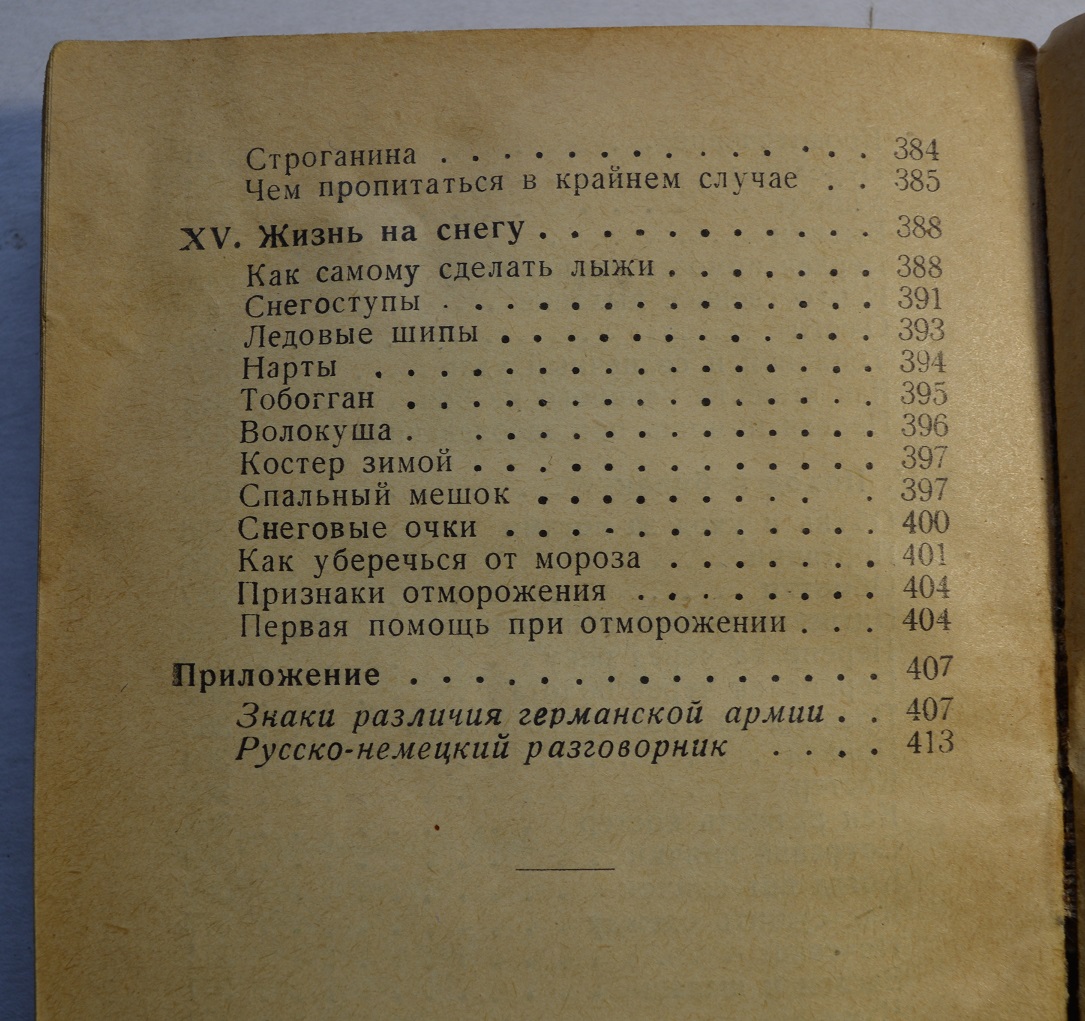 Строганина . . . . . . . . . . . . . . 384
Чем пропитаться в крайнем случае . . 385
XV. Жизнь на снегу . . . . . . . . . . . 388
Как самому сделать лыжи . . . . . . . 388
Снегоступы . . . . . . . . . . . . . . 391
Ледовые шипы . . . . . . . . . . . . 393
Нарты . . . . . . . . . . . . . . . . 394
Тобогган . . . . . . . . . . . . . . . 395
Волокуша . . . . . . . . . . . . . . 396
Костер зимой . . . . . . . . . . . . . 397
Спальный мешок . . . . . . . . . . 397
Снеговые очки . . . . . . . . . . . . 400
Как уберечься от мороза . . . . . . . 401
Признаки отморожения . . . . . . . . 404
Первая помощь при отморожении . . . 404
Приложение . . . . . . . . . . . . . . . 407
Знаки различия германской армии . . 407
Русско-немецкий разговорник . . . . 413